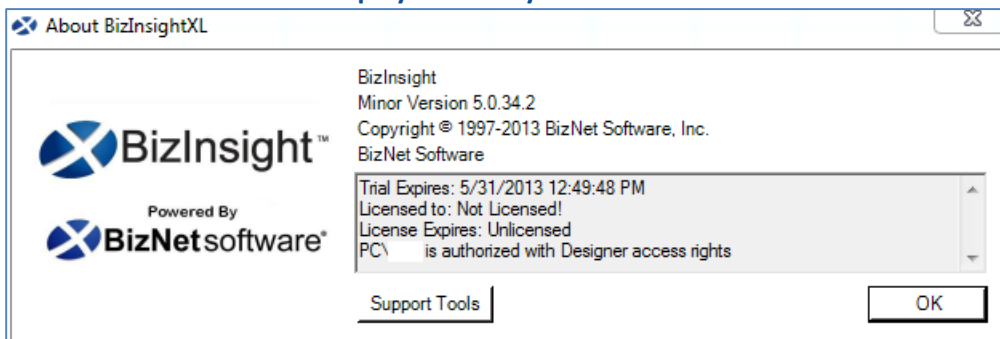 About BizInsightXL
BizInsight
Minor Version 5.0.34.2
Copyright © 1997-2013 BizNet Software, Inc.
BizNet Software
BizInsight™
Powered By
BizNetsoftware®
Trial Expires: 5/31/2013 12:49:48 PM
Licensed to: Not Licensed!
License Expires: Unlicensed
PC\ is authorized with Designer access rights
Support Tools
OK